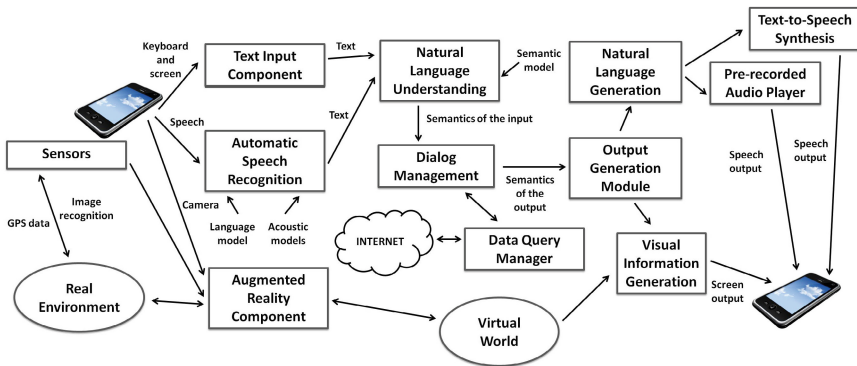 Keyboard
and
screen
Text Input
Component
Text
Natural
Language
Understanding
Semantic
model
Natural
Language
Generation
Text-to-Speech
Synthesis
Pre-recorded
Audio Player
Speech
Automatic
Speech
Recognition
Text
Semantics of the input
Sensors
Dialog
Management
Semantics
of the
output
Output
Generation
Module
Speech
output
Speech
output
Image
recognition
GPS data
Camera
Language
model
Acoustic
models
INTERNET
Data Query
Manager
Visual
Information
Generation
Screen
output
Real
Environment
Augmented
Reality
Component
Virtual
World